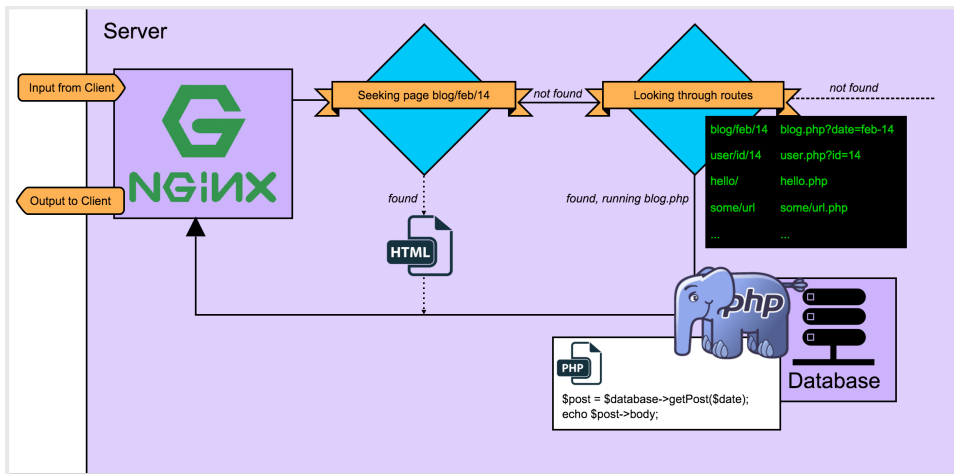 Server
Input from Client
Output to Client
NGiNX
Seeking page blog/feb/14
not found
Looking through routes
not found
blog/feb/14 blog.php?date=feb-14
user/id/14 user.php?id=14
hello/ hello.php
some/url some/url.php
... ...
found
found, running blog.php
HTML
php
Database
PHP
$post = $database->getPost($date);
echo $post->body;